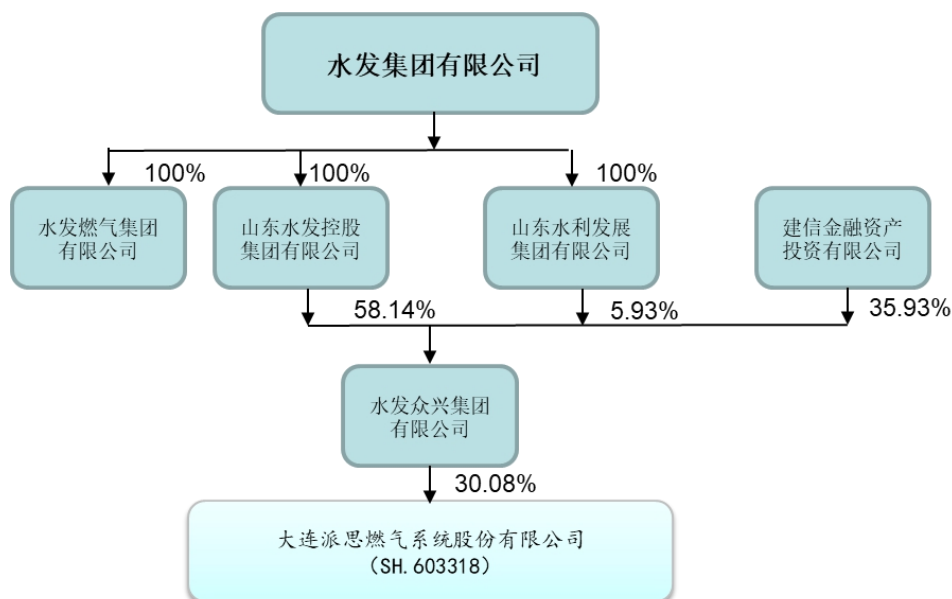 水发集团有限公司
100%
100%
100%
水发燃气集团
有限公司
山东水发控股
集团有限公司
山东水利发展
集团有限公司
建信金融资产
投资有限公司
58.14%
5.93%
35.93%
水发众兴集团
有限公司
30.08%
大连派思燃气系统股份有限公司
（SH.603318）